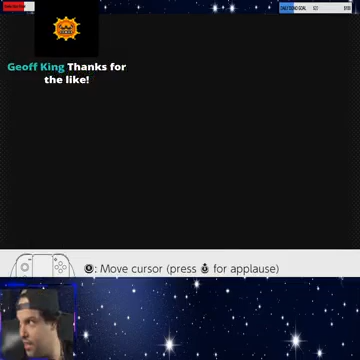 Geoff King Thanks for
the like!
: Move cursor (press for applause)